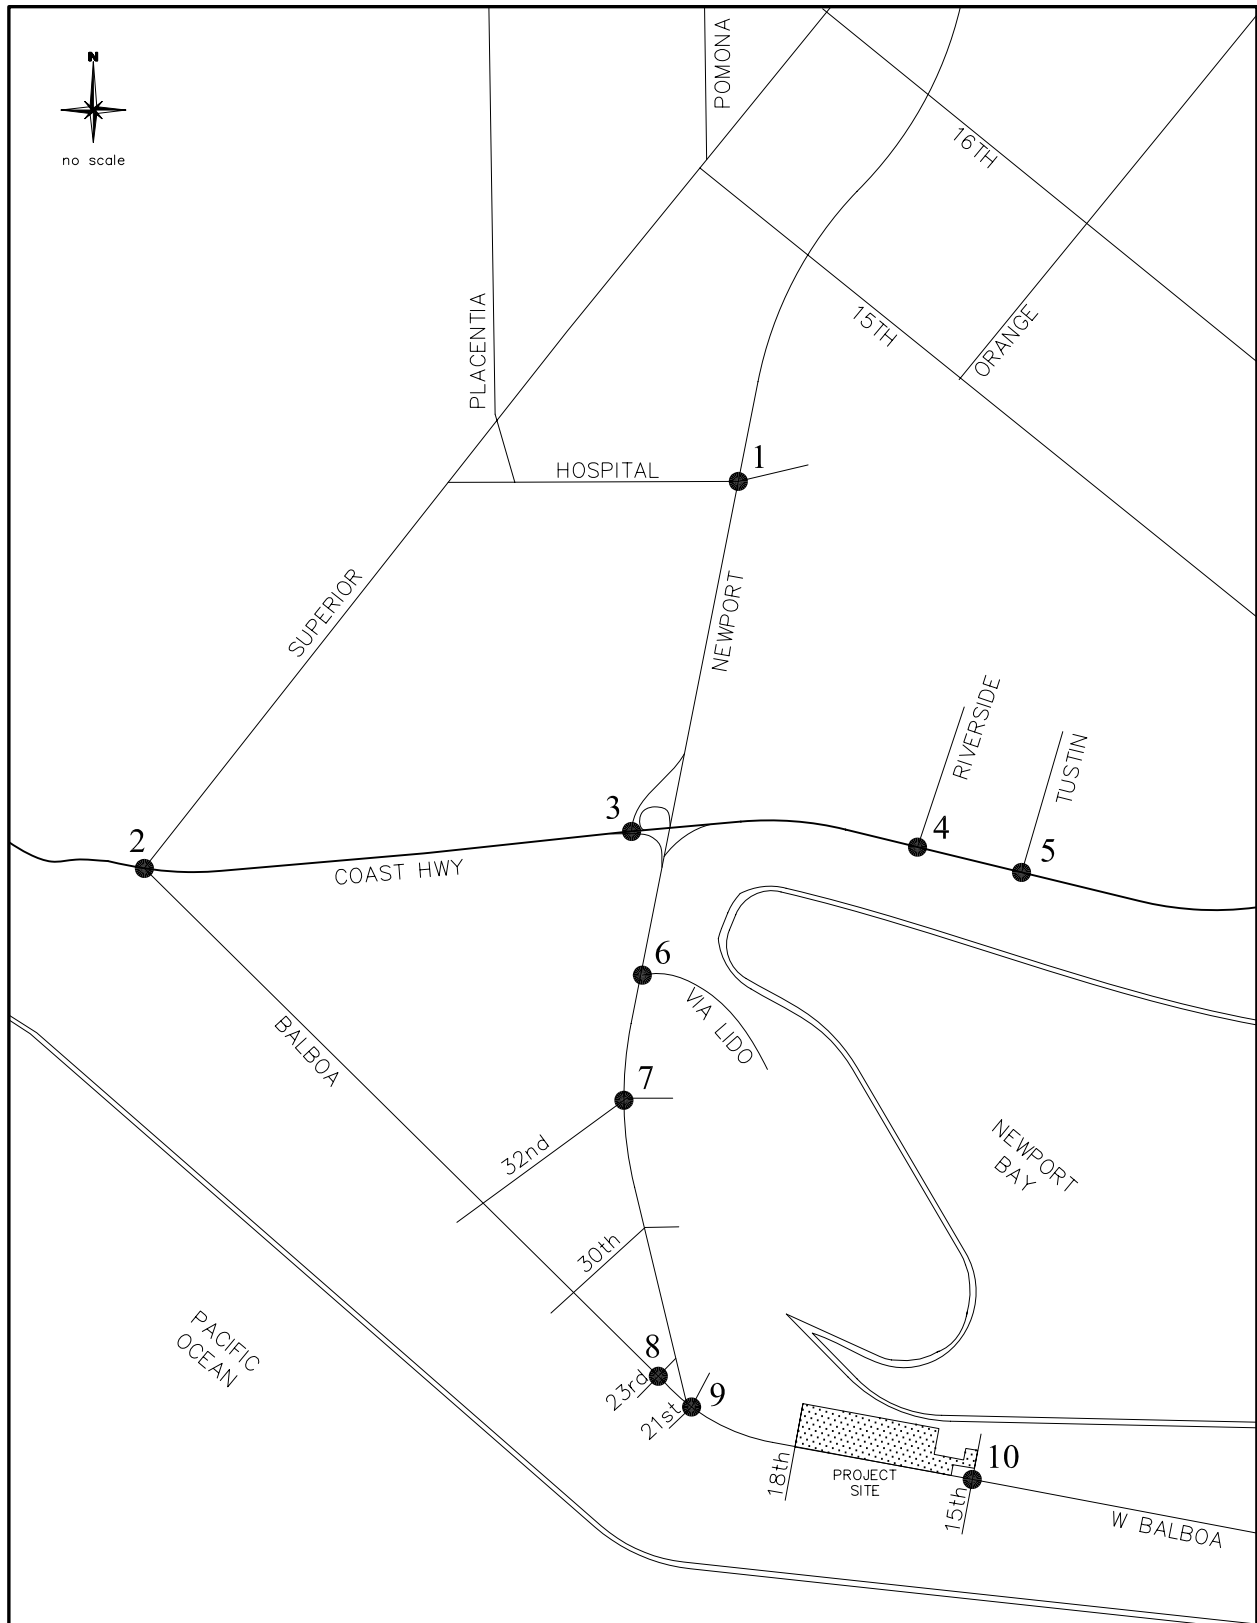 N
no scale
POMONA
16TH
PLACENTIA
15TH
ORANGE
1
HOSPITAL
SUPERIOR
NEWPORT
RIVERSIDE
TUSTIN
2
3
4
5
COAST HWY
6
VIA LIDO
BALBOA
7
32nd
NEWPORT
BAY
30th
PACIFIC
OCEAN
8
23rd
9
21st
10
18th
PROJECT
SITE
15th
W BALBOA